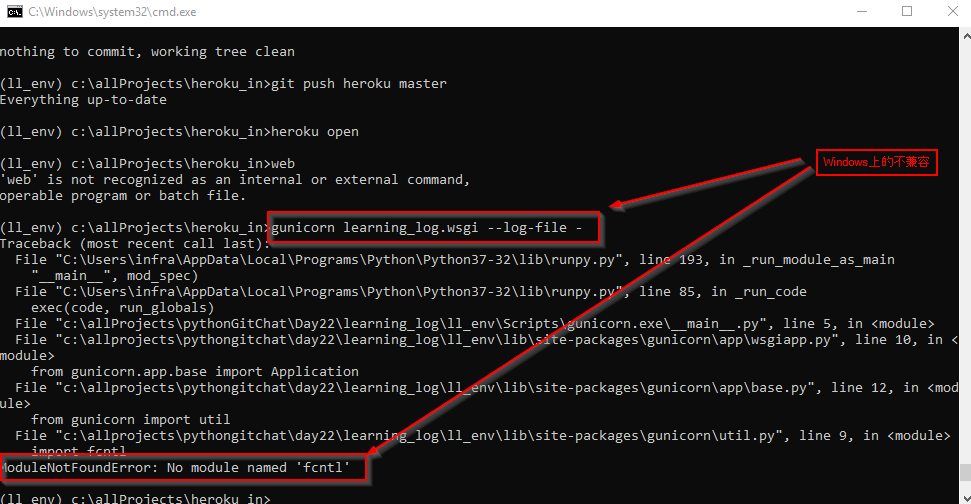 C:\Windows\system32\cmd.exe
nothing to commit, working tree clean
(ll_env) c:\allProjects\heroku_in>git push heroku master
Everything up-to-date
(ll_env) c:\allProjects\heroku_in>heroku open
(ll_env) c:\allProjects\heroku_in>web
'web' is not recognized as an internal or external command,
operable program or batch file.
Windows上的不兼容
(ll_env) c:\allProjects\heroku_in>gunicorn learning_log.wsgi --log-file -
Traceback (most recent call last):
  File "C:\Users\infra\AppData\Local\Programs\Python\Python37-32\lib\runpy.py", line 193, in _run_module_as_main
    "__main__", mod_spec)
  File "C:\Users\infra\AppData\Local\Programs\Python\Python37-32\lib\runpy.py", line 85, in _run_code
    exec(code, run_globals)
  File "C:\allProjects\pythonGitChat\Day22\learning_log\ll_env\Scripts\gunicorn.exe\__main__.py", line 5, in <module>
  File "c:\allProjects\pythongitchat\day22\learning_log\ll_env\lib\site-packages\gunicorn\app\wsgiapp.py", line 10, in <
module>
    from gunicorn.app.base import Application
  File "c:\allProjects\pythongitchat\day22\learning_log\ll_env\lib\site-packages\gunicorn\app\base.py", line 12, in <mod
ule>
    from gunicorn import util
  File "c:\allProjects\pythongitchat\day22\learning_log\ll_env\lib\site-packages\gunicorn\util.py", line 9, in <module>
    import fcntl
ModuleNotFoundError: No module named 'fcntl'
(ll_env) c:\allProjects\heroku_in>